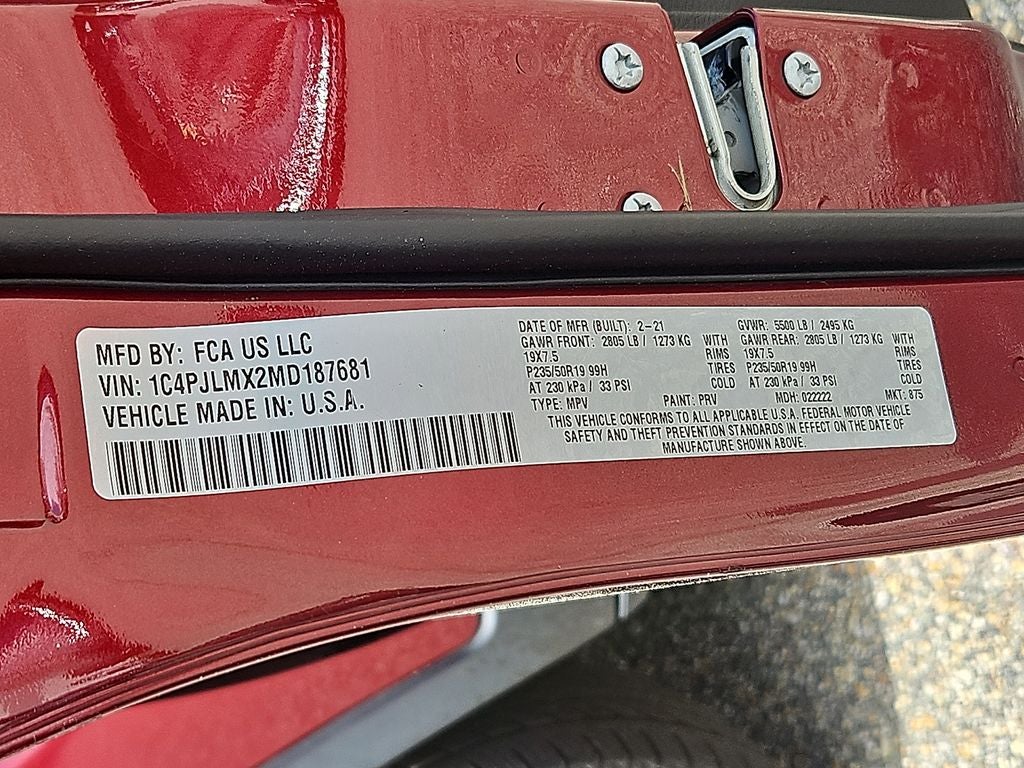 MFD BY: FCA US LLC
VIN: 1C4PJLMX2MD187681
VEHICLE MADE IN: U.S.A.
DATE OF MFR (BUILT): 2-21 GVWR: 5500 LB / 2495 KG
GAWR FRONT: 2805 LB / 1273 KG WITH GAWR REAR: 2805 LB / 1273 KG WITH
19X7.5 RIMS 19X7.5 RIMS
P235/50R19 99H TIRES P235/50R19 99H TIRES
AT 230 kPa / 33 PSI COLD AT 230 kPa / 33 PSI COLD
TYPE: MPV PAINT: PRV MDH: 022222 MKT: 875
THIS VEHICLE CONFORMS TO ALL APPLICABLE U.S.A. FEDERAL MOTOR VEHICLE
SAFETY AND THEFT PREVENTION STANDARDS IN EFFECT ON THE DATE OF
MANUFACTURE SHOWN ABOVE.